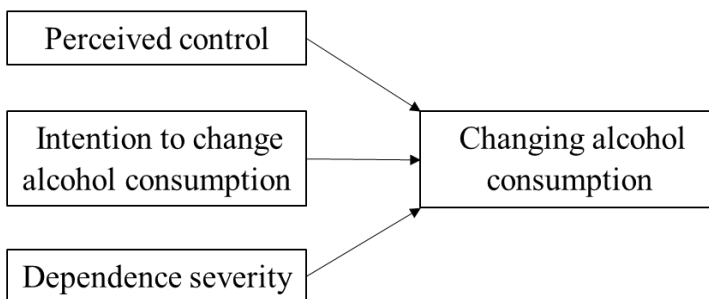 Perceived control
Intention to change
alcohol consumption
Changing alcohol
consumption
Dependence severity